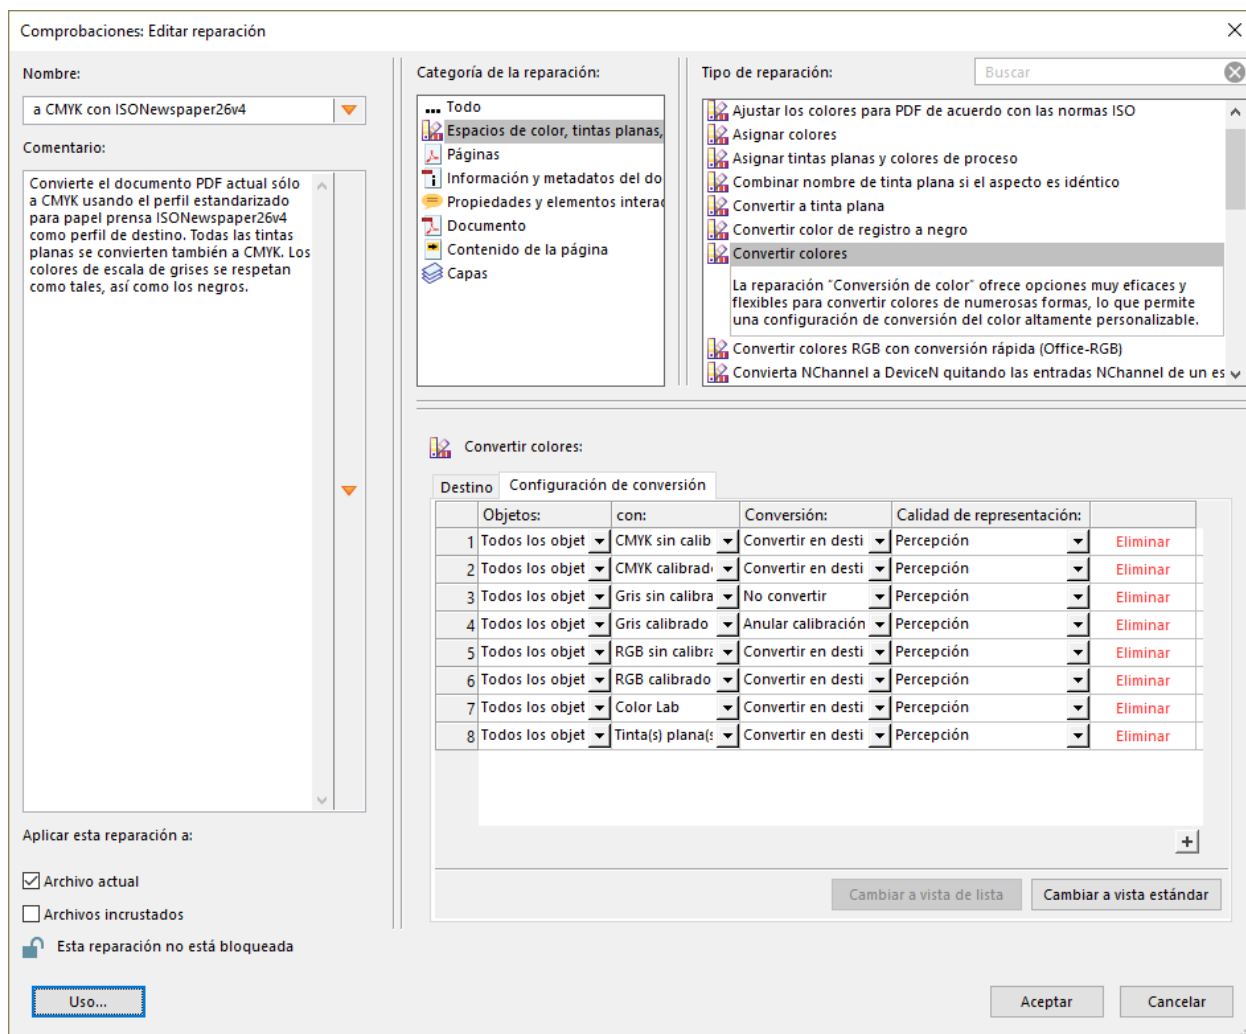 Comprobaciones: Editar reparación
Nombre:
a CMYK con ISONewspaper26v4
Comentario:
Convierte el documento PDF actual sólo
a CMYK usando el perfil estandarizado
para papel prensa ISONewspaper26v4
como perfil de destino. Todas las tintas
planas se convierten también a CMYK. Los
colores de escala de grises se respetan
como tales, así como los negros.
Aplicar esta reparación a:
Archivo actual
Archivos incrustados
Esta reparación no está bloqueada
Uso...
Categoría de la reparación:
Todo
Espacios de color, tintas planas,
Páginas
Información y metadatos del do
Propiedades y elementos interac
Documento
Contenido de la página
Capas
Tipo de reparación:
Buscar
Ajustar los colores para PDF de acuerdo con las normas ISO
Asignar colores
Asignar tintas planas y colores de proceso
Combinar nombre de tinta plana si el aspecto es idéntico
Convertir a tinta plana
Convertir color de registro a negro
Convertir colores
La reparación "Conversión de color" ofrece opciones muy eficaces y
flexibles para convertir colores de numerosas formas, lo que permite
una configuración de conversión del color altamente personalizable.
Convertir colores RGB con conversión rápida (Office-RGB)
Convierta NChannel a DeviceN quitando las entradas NChannel de un es
Convertir colores:
Destino Configuración de conversión
Objetos: con: Conversión: Calidad de representación:
1 Todos los objet CMYK sin calib Convertir en desti Percepción Eliminar
2 Todos los objet CMYK calibrad Convertir en desti Percepción Eliminar
3 Todos los objet Gris sin calibra No convertir Percepción Eliminar
4 Todos los objet Gris calibrado Anular calibración Percepción Eliminar
5 Todos los objet RGB sin calibra Convertir en desti Percepción Eliminar
6 Todos los objet RGB calibrado Convertir en desti Percepción Eliminar
7 Todos los objet Color Lab Convertir en desti Percepción Eliminar
8 Todos los objet Tinta(s) plana(s Convertir en desti Percepción Eliminar
+
Cambiar a vista de lista Cambiar a vista estándar
Aceptar Cancelar